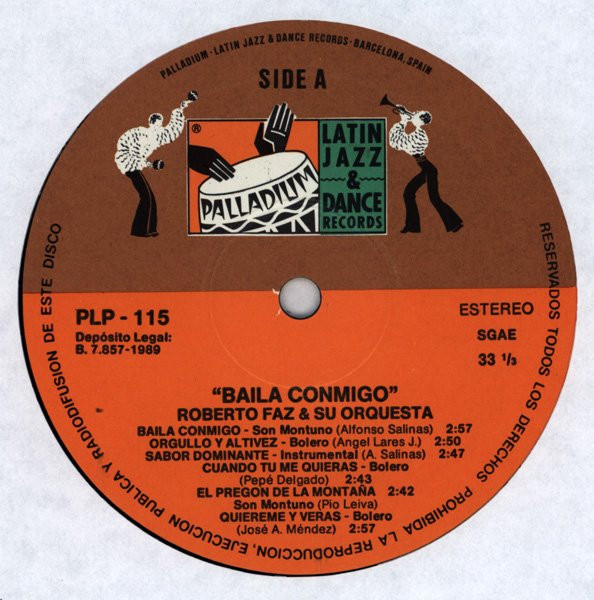 PALLADIUM - LATIN JAZZ & DANCE RECORDS - BARCELONA, SPAIN
SIDE A
®
PALLADIUM
LATIN
JAZZ
&
DANCE
RECORDS
PLP - 115
Depósito Legal:
B. 7.857-1989
ESTEREO
SGAE
33 1/3
"BAILA CONMIGO"
ROBERTO FAZ & SU ORQUESTA
BAILA CONMIGO - Son Montuno (Alfonso Salinas) 2:57
ORGULLO Y ALTIVEZ - Bolero (Angel Lares J.) 2:50
SABOR DOMINANTE - Instrumental (A. Salinas) 2:47
CUANDO TU ME QUIERAS - Bolero
(Pepé Delgado) 2:43
EL PREGON DE LA MONTAÑA 2:42
Son Montuno (Pio Leiva)
QUIEREME Y VERAS - Bolero
(José A. Méndez) 2:57
RESERVADOS TODOS LOS DERECHOS PROHIBIDA LA REPRODUCCION, EJECUCION PUBLICA Y RADIODIFUSION DE ESTE DISCO